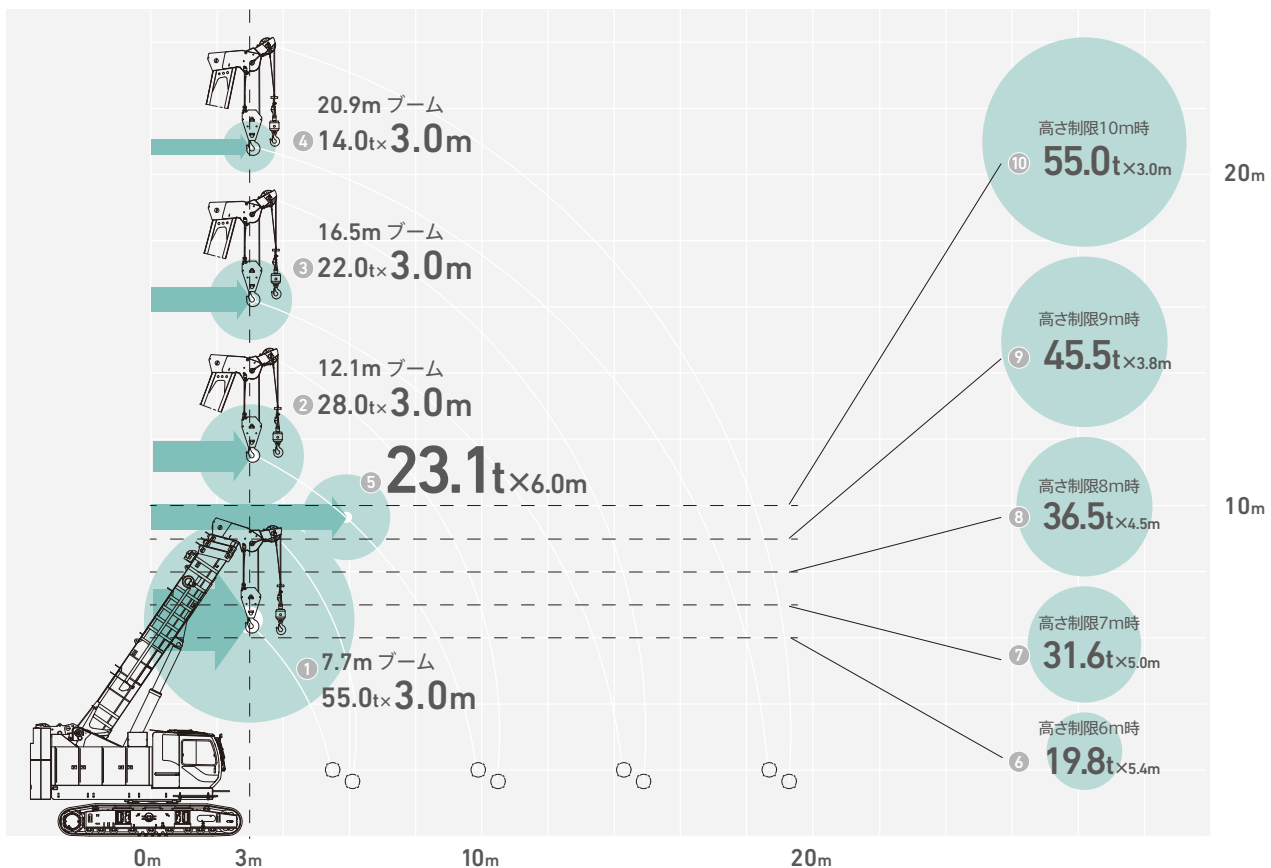 20.9m ブーム
4 14.0t× 3.0m
16.5m ブーム
3 22.0t× 3.0m
12.1m ブーム
2 28.0t× 3.0m
5 23.1t×6.0m
1 7.7m ブーム
55.0t× 3.0m
高さ制限10m時
10 55.0t×3.0m
高さ制限9m時
9 45.5t×3.8m
高さ制限8m時
8 36.5t×4.5m
高さ制限7m時
7 31.6t×5.0m
高さ制限6m時
6 19.8t×5.4m
20m
10m
0m 3m 10m 20m